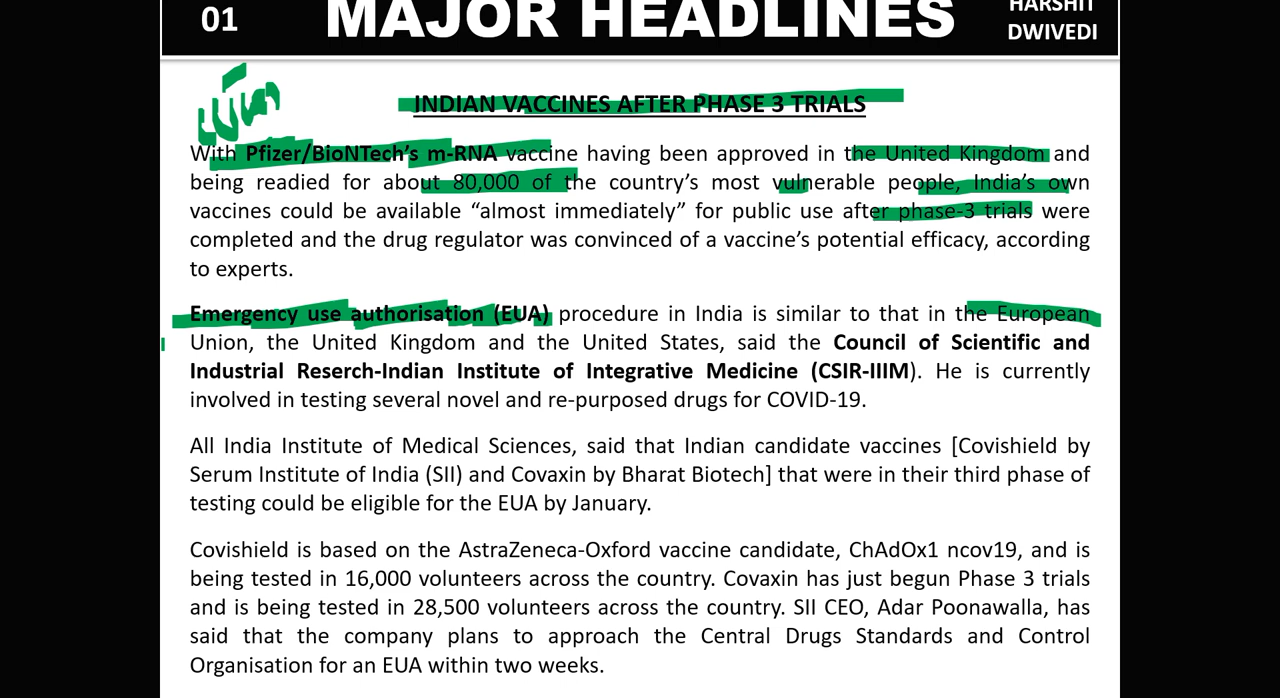 01
MAJOR HEADLINES
HARSHIT
DWIVEDI
INDIAN VACCINES AFTER PHASE 3 TRIALS
With Pfizer/BioNTech's m-RNA vaccine having been approved in the United Kingdom and
being readied for about 80,000 of the country's most vulnerable people, India's own
vaccines could be available “almost immediately” for public use after phase-3 trials were
completed and the drug regulator was convinced of a vaccine's potential efficacy, according
to experts.
Emergency use authorisation (EUA) procedure in India is similar to that in the European
Union, the United Kingdom and the United States, said the Council of Scientific and
Industrial Reserch-Indian Institute of Integrative Medicine (CSIR-IIIM). He is currently
involved in testing several novel and re-purposed drugs for COVID-19.
All India Institute of Medical Sciences, said that Indian candidate vaccines [Covishield by
Serum Institute of India (SII) and Covaxin by Bharat Biotech] that were in their third phase of
testing could be eligible for the EUA by January.
Covishield is based on the AstraZeneca-Oxford vaccine candidate, ChAdOx1 ncov19, and is
being tested in 16,000 volunteers across the country. Covaxin has just begun Phase 3 trials
and is being tested in 28,500 volunteers across the country. SII CEO, Adar Poonawalla, has
said that the company plans to approach the Central Drugs Standards and Control
Organisation for an EUA within two weeks.